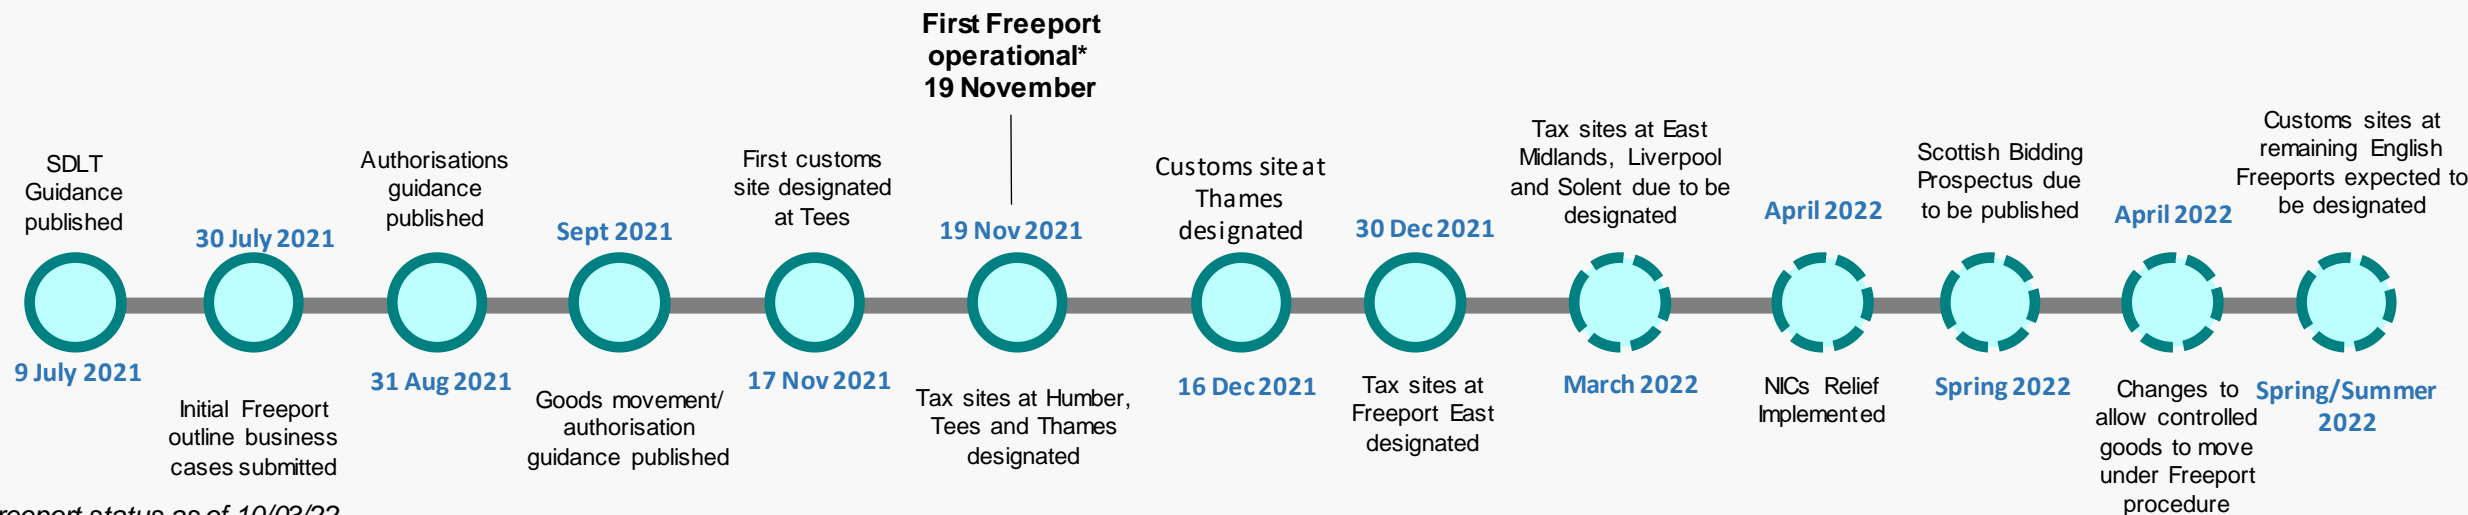 First Freeport
operational*
19 November
SDLT
Guidance
published
9 July 2021
30 July 2021
Initial Freeport
outline business
cases submitted
Authorisations
guidance
published
31 Aug 2021
Sept 2021
Goods movement/
authorisation
guidance published
First customs
site designated
at Tees
17 Nov 2021
19 Nov 2021
Tax sites at Humber,
Tees and Thames
designated
Customs site at
Thames
designated
16 Dec 2021
30 Dec 2021
Tax sites at
Freeport East
designated
Tax sites at East
Midlands, Liverpool
and Solent due to be
designated
March 2022
April 2022
NICs Relief
Implemented
Scottish Bidding
Prospectus due
to be published
Spring 2022
April 2022
Changes to
allow controlled
goods to move
under Freeport
procedure
Customs sites at
remaining English
Freeports expected to
be designated
Spring/Summer
2022
status as of 10/03/22